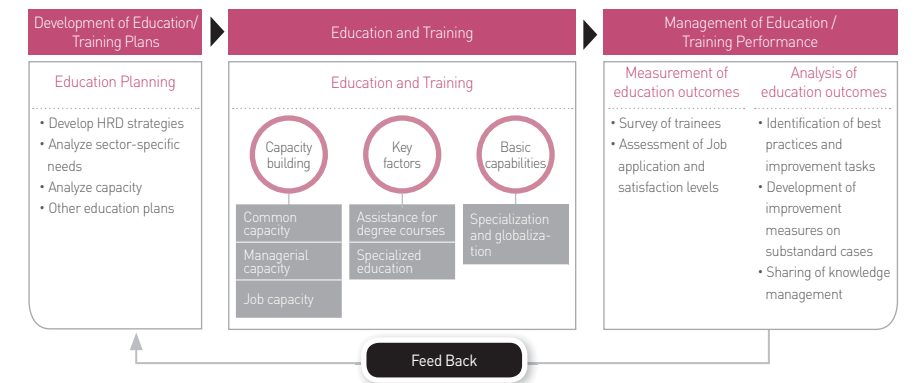 Development of Education/
Training Plans
Education and Training
Management of Education /
Training Performance
Education Planning
• Develop HRD strategies
• Analyze sector-specific
needs
• Analyze capacity
• Other education plans
Education and Training
Capacity
building
Key
factors
Basic
capabilities
Common
capacity
Managerial
capacity
Job capacity
Assistance for
degree courses
Specialized
education
Specialization
and globaliza-
tion
Measurement of
education outcomes
• Survey of trainees
• Assessment of Job
application and
satisfaction levels
Analysis of
education outcomes
• Identification of best
practices and
improvement tasks
• Development of
improvement
measures on
substandard cases
• Sharing of knowledge
management
Feed Back